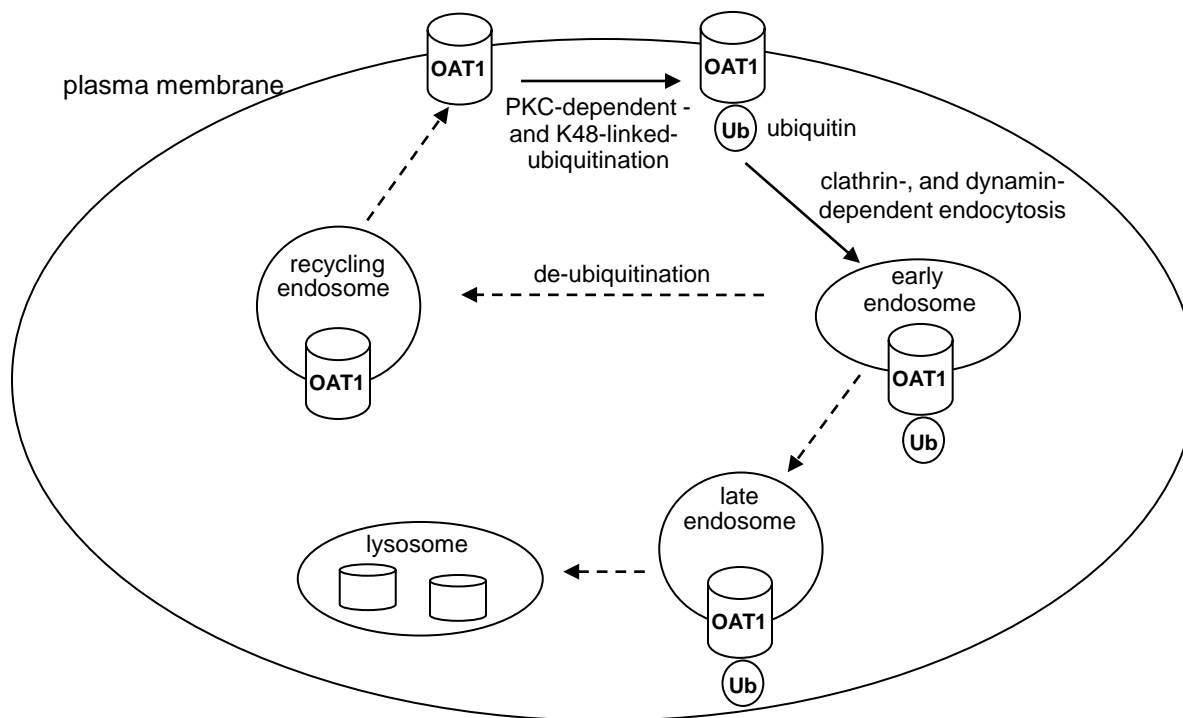 OAT1
OAT1
plasma membrane
PKC-dependent -
and K48-linked-
ubiquitination
Ub
ubiquitin
clathrin-, and dynamin-
dependent endocytosis
recycling
endosome
OAT1
de-ubiquitination
early
endosome
OAT1
Ub
late
endosome
OAT1
Ub
lysosome